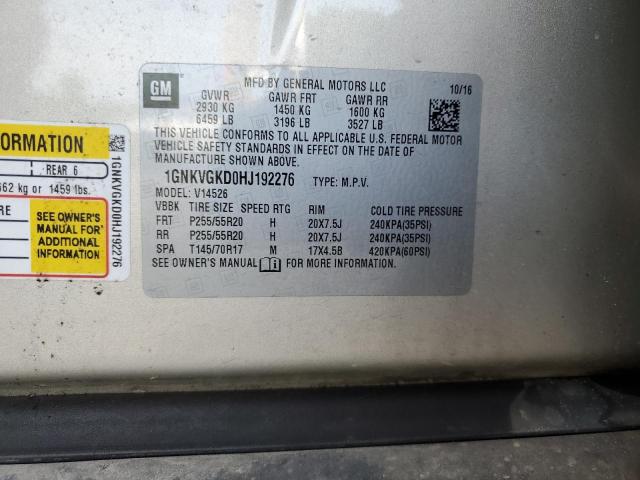 GM
MFD BY GENERAL MOTORS LLC 10/16
GVWR GAWR FRT GAWR RR
2930 KG 1450 KG 1600 KG
6459 LB 3196 LB 3527 LB
THIS VEHICLE CONFORMS TO ALL APPLICABLE U.S. FEDERAL MOTOR
VEHICLE SAFETY STANDARDS IN EFFECT ON THE DATE OF
MANUFACTURE SHOWN ABOVE.
1GNKVGKD0HJ192276 TYPE: M.P.V.
MODEL: V14526
VBBK TIRE SIZE SPEED RTG RIM COLD TIRE PRESSURE
FRT P255/55R20 H 20X7.5J 240KPA(35PSI)
RR P255/55R20 H 20X7.5J 240KPA(35PSI)
SPA T145/70R17 M 17X4.5B 420KPA(60PSI)
SEE OWNER'S MANUAL FOR MORE INFORMATION.
FORMATION
REAR 6
662 kg or 1459 lbs.
RE
SEE OWNER'S
MANUAL FOR
ADDITIONAL
INFORMATION
1GNKVGKD0HJ192276